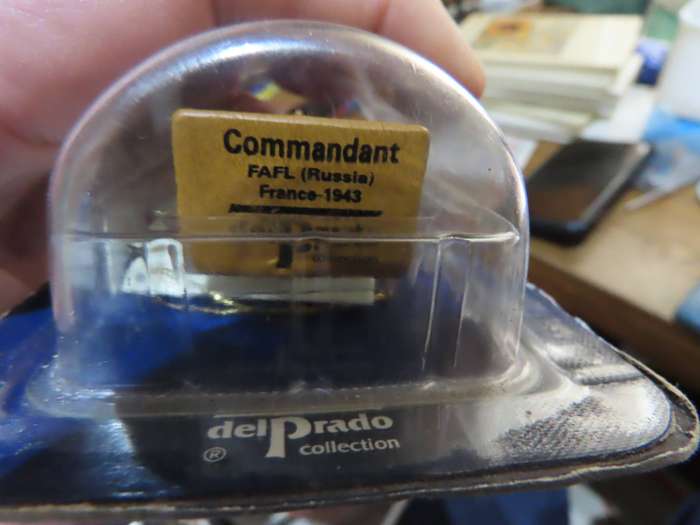 Commandant
FAFL (Russia)
France-1943
delPrado
collection
®